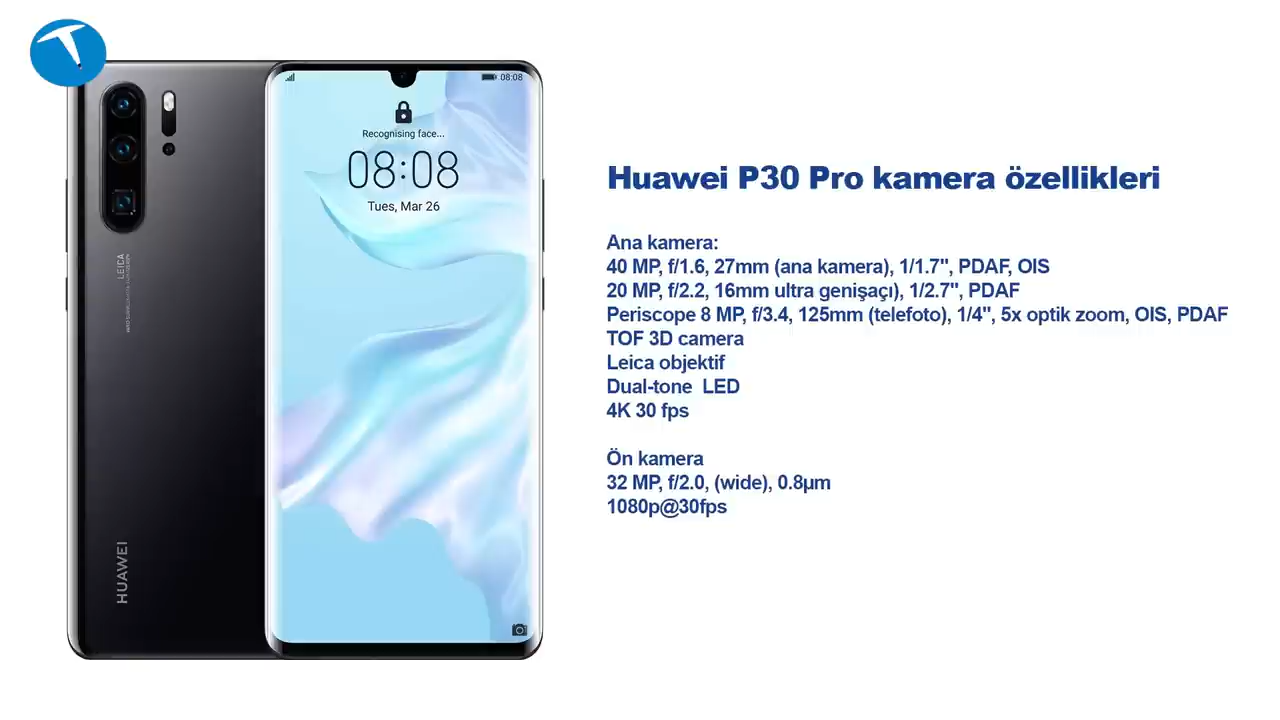 08:08
Recognising face...
08:08
Tues, Mar 26
LEICA
HUAWEI
Huawei P30 Pro kamera özellikleri
Ana kamera:
40 MP, f/1.6, 27mm (ana kamera), 1/1.7", PDAF, OIS
20 MP, f/2.2, 16mm ultra genişaçı), 1/2.7", PDAF
Periscope 8 MP, f/3.4, 125mm (telefoto), 1/4", 5x optik zoom, OIS, PDAF
TOF 3D camera
Leica objektif
Dual-tone  LED
4K 30 fps
Ön kamera
32 MP, f/2.0, (wide), 0.8µm
1080p@30fps